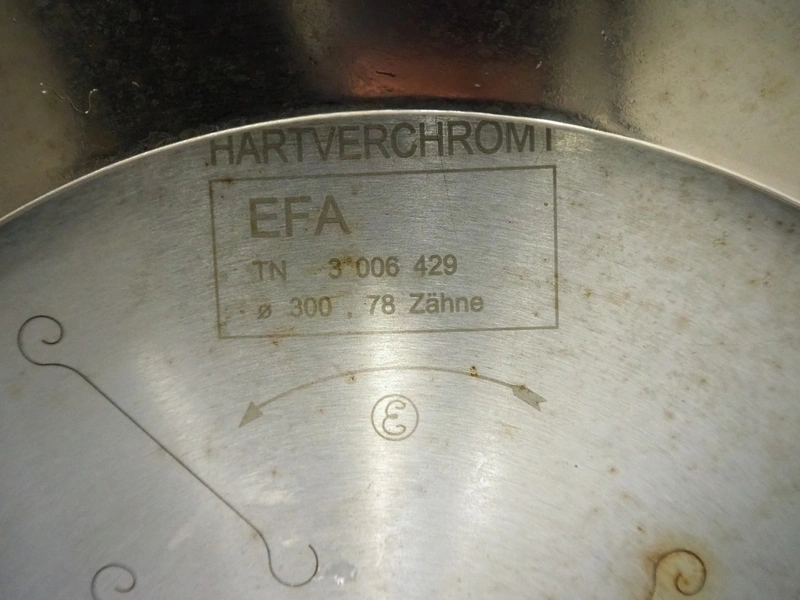 HARTVERCHROMT
EFA
TN 3 006 429
ø 300 , 78 Zähne
ε